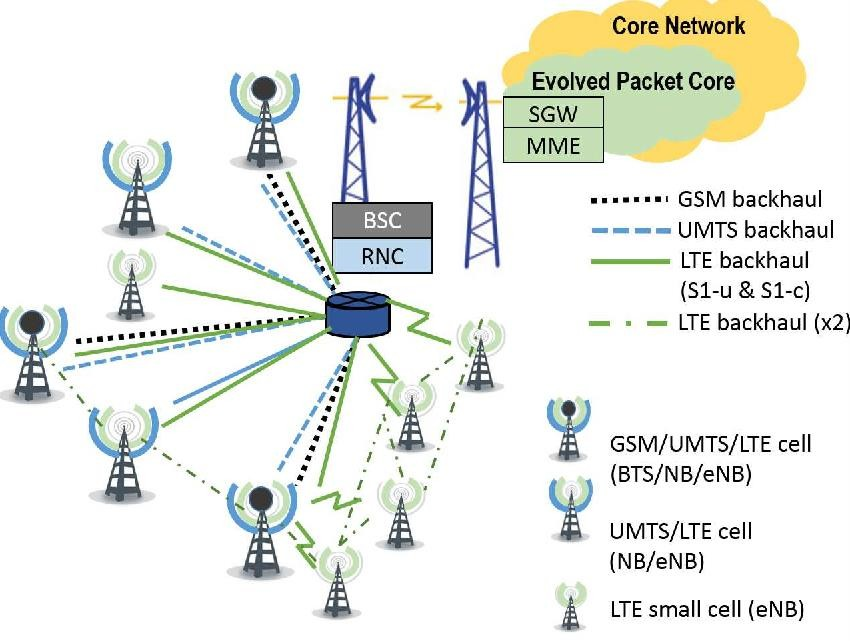 Core Network
Evolved Packet Core
SGW
MME
BSC
RNC
GSM backhaul
UMTS backhaul
LTE backhaul
(S1-u & S1-c)
LTE backhaul (x2)
GSM/UMTS/LTE cell
(BTS/NB/eNB)
UMTS/LTE cell
(NB/eNB)
LTE small cell (eNB)